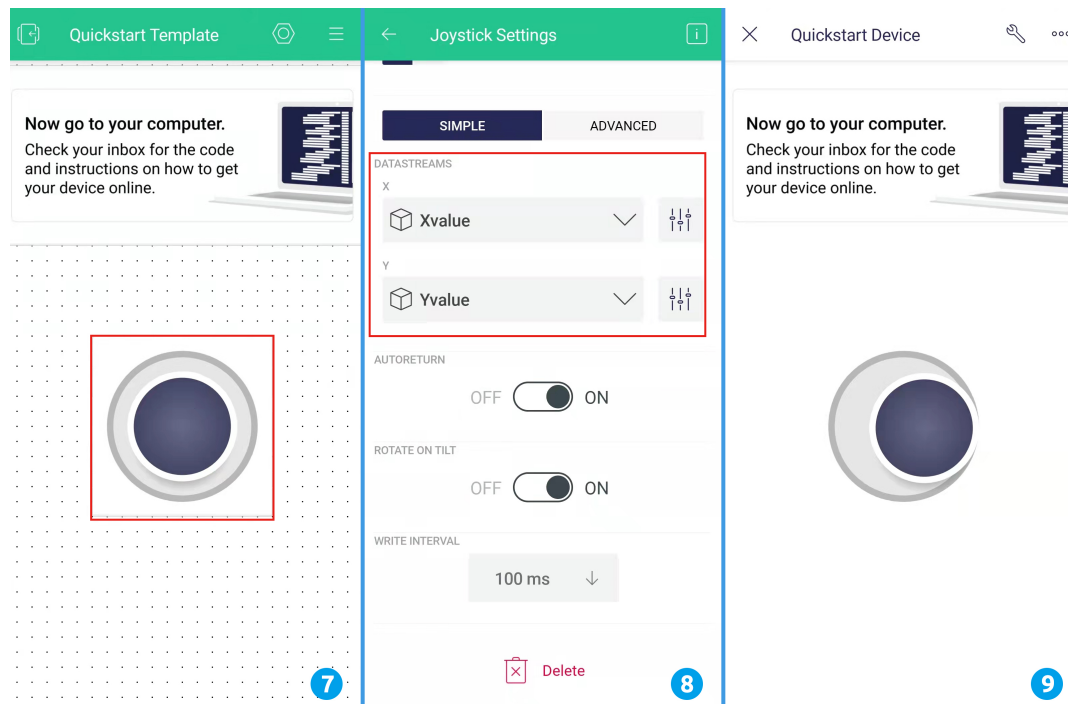 Quickstart Template
Now go to your computer.
Check your inbox for the code
and instructions on how to get
your device online.
7
Joystick Settings
SIMPLE
ADVANCED
DATASTREAMS
X
Xvalue
Y
Yvalue
AUTORETURN
OFF
ON
ROTATE ON TILT
OFF
ON
WRITE INTERVAL
100 ms
Delete
8
Quickstart Device
Now go to your computer.
Check your inbox for the code
and instructions on how to get
your device online.
9